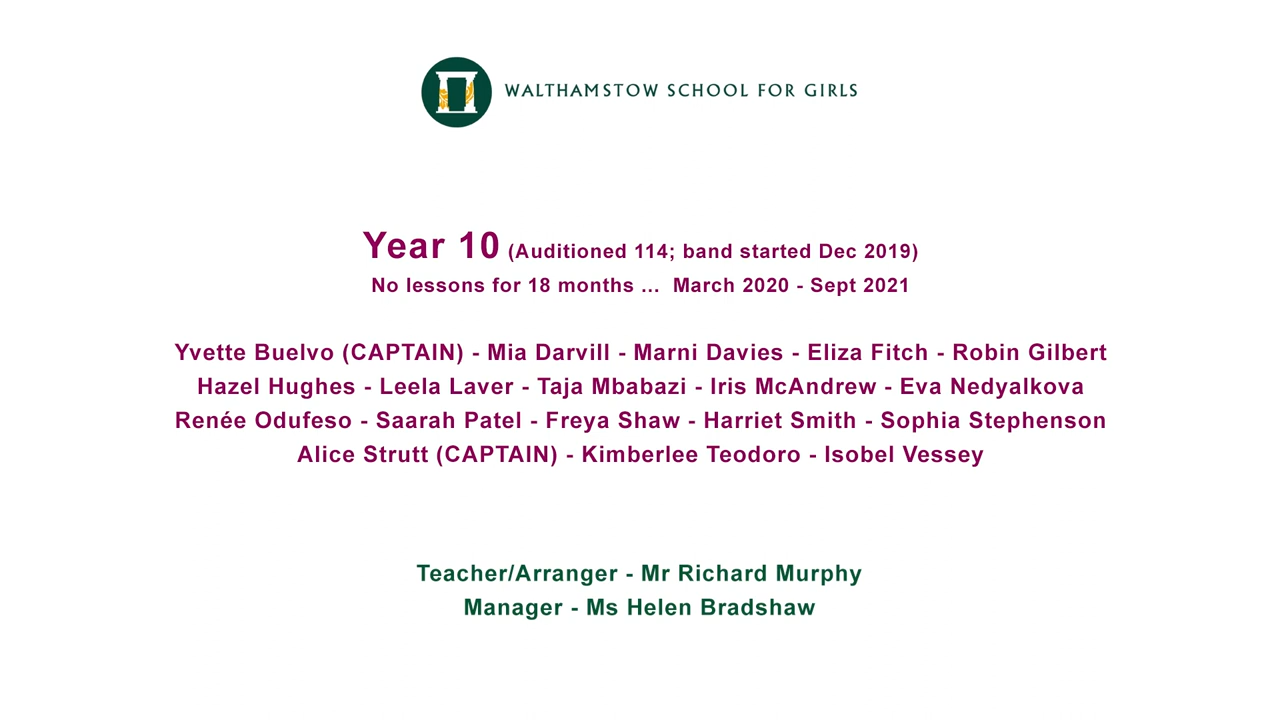 WALTHAMSTOW SCHOOL FOR GIRLS
Year 10 (Auditioned 114; band started Dec 2019)
No lessons for 18 months ... March 2020 - Sept 2021
Yvette Buelvo (CAPTAIN) - Mia Darvill - Marni Davies - Eliza Fitch - Robin Gilbert
Hazel Hughes - Leela Laver - Taja Mbabazi - Iris McAndrew - Eva Nedyalkova
Renée Odufeso - Saarah Patel - Freya Shaw - Harriet Smith - Sophia Stephenson
Alice Strutt (CAPTAIN) - Kimberlee Teodoro - Isobel Vessey
Teacher/Arranger - Mr Richard Murphy
Manager - Ms Helen Bradshaw